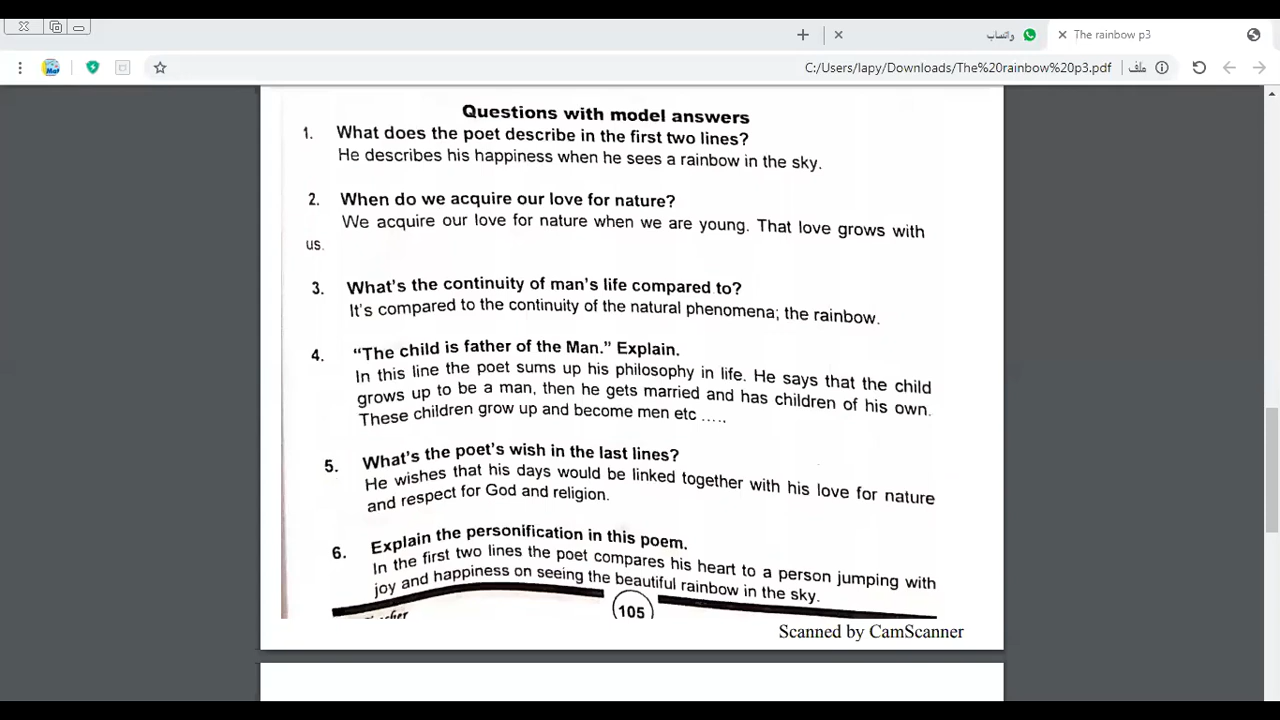 واتساب
The rainbow p3
C:/Users/lapy/Downloads/The%20rainbow%20p3.pdf
ملف
Questions with model answers
1. What does the poet describe in the first two lines?
He describes his happiness when he sees a rainbow in the sky.
2. When do we acquire our love for nature?
We acquire our love for nature when we are young. That love grows with
us.
3. What's the continuity of man's life compared to?
It's compared to the continuity of the natural phenomena; the rainbow.
4. “The child is father of the Man.” Explain.
In this line the poet sums up his philosophy in life. He says that the child
grows up to be a man, then he gets married and has children of his own.
These children grow up and become men etc .....
5. What's the poet's wish in the last lines?
He wishes that his days would be linked together with his love for nature
and respect for God and religion.
6. Explain the personification in this poem.
In the first two lines the poet compares his heart to a person jumping with
joy and happiness on seeing the beautiful rainbow in the sky.
105
Scanned by CamScanner